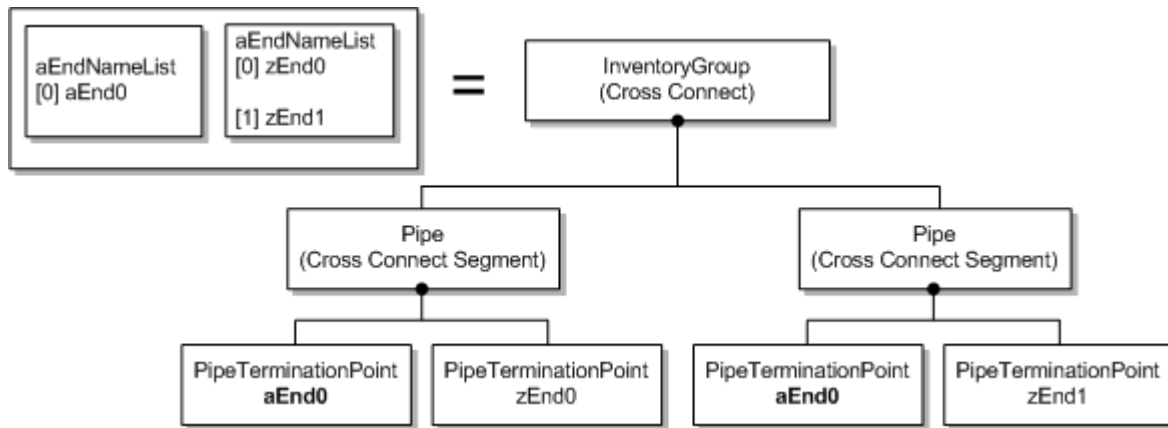 aEndNameList
[0] aEnd0
aEndNameList
[0] zEnd0
[1] zEnd1
=
InventoryGroup
(Cross Connect)
Pipe
(Cross Connect Segment)
Pipe
(Cross Connect Segment)
PipeTerminationPoint
aEnd0
PipeTerminationPoint
zEnd0
PipeTerminationPoint
aEnd0
PipeTerminationPoint
zEnd1